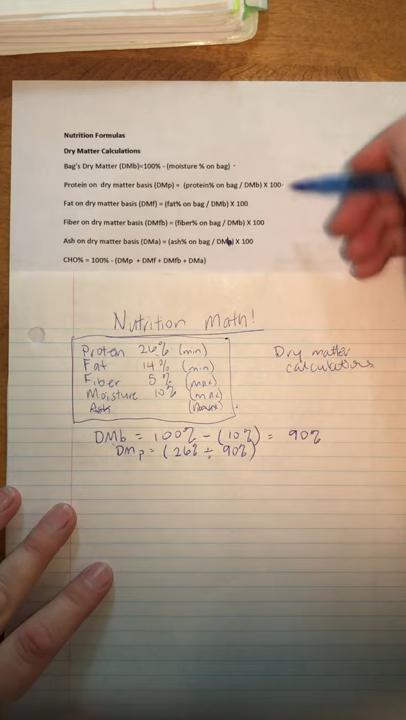 Nutrition Formulas
Dry Matter Calculations
Bag's Dry Matter (DMb)=100% - (moisture % on bag)
Protein on dry matter basis (DMp) = (protein% on bag / DMb) X 100
Fat on dry matter basis (DMf) = (fat% on bag / DMb) X 100
Fiber on dry matter basis (DMfb) = (fiber% on bag / DMb) X 100
Ash on dry matter basis (DMa) = (ash% on bag / DMb) X 100
CHO% = 100% - (DMp + DMf + DMfb + DMa)
Nutrition Math!
Protein 26% (min)
Fat 14% (min)
Fiber 5% (max)
Moisture 10% (max)
Ash
Dry matter
calculations
DMb = 100% - (10%) = 90%
DMp = (26% ÷ 90%)